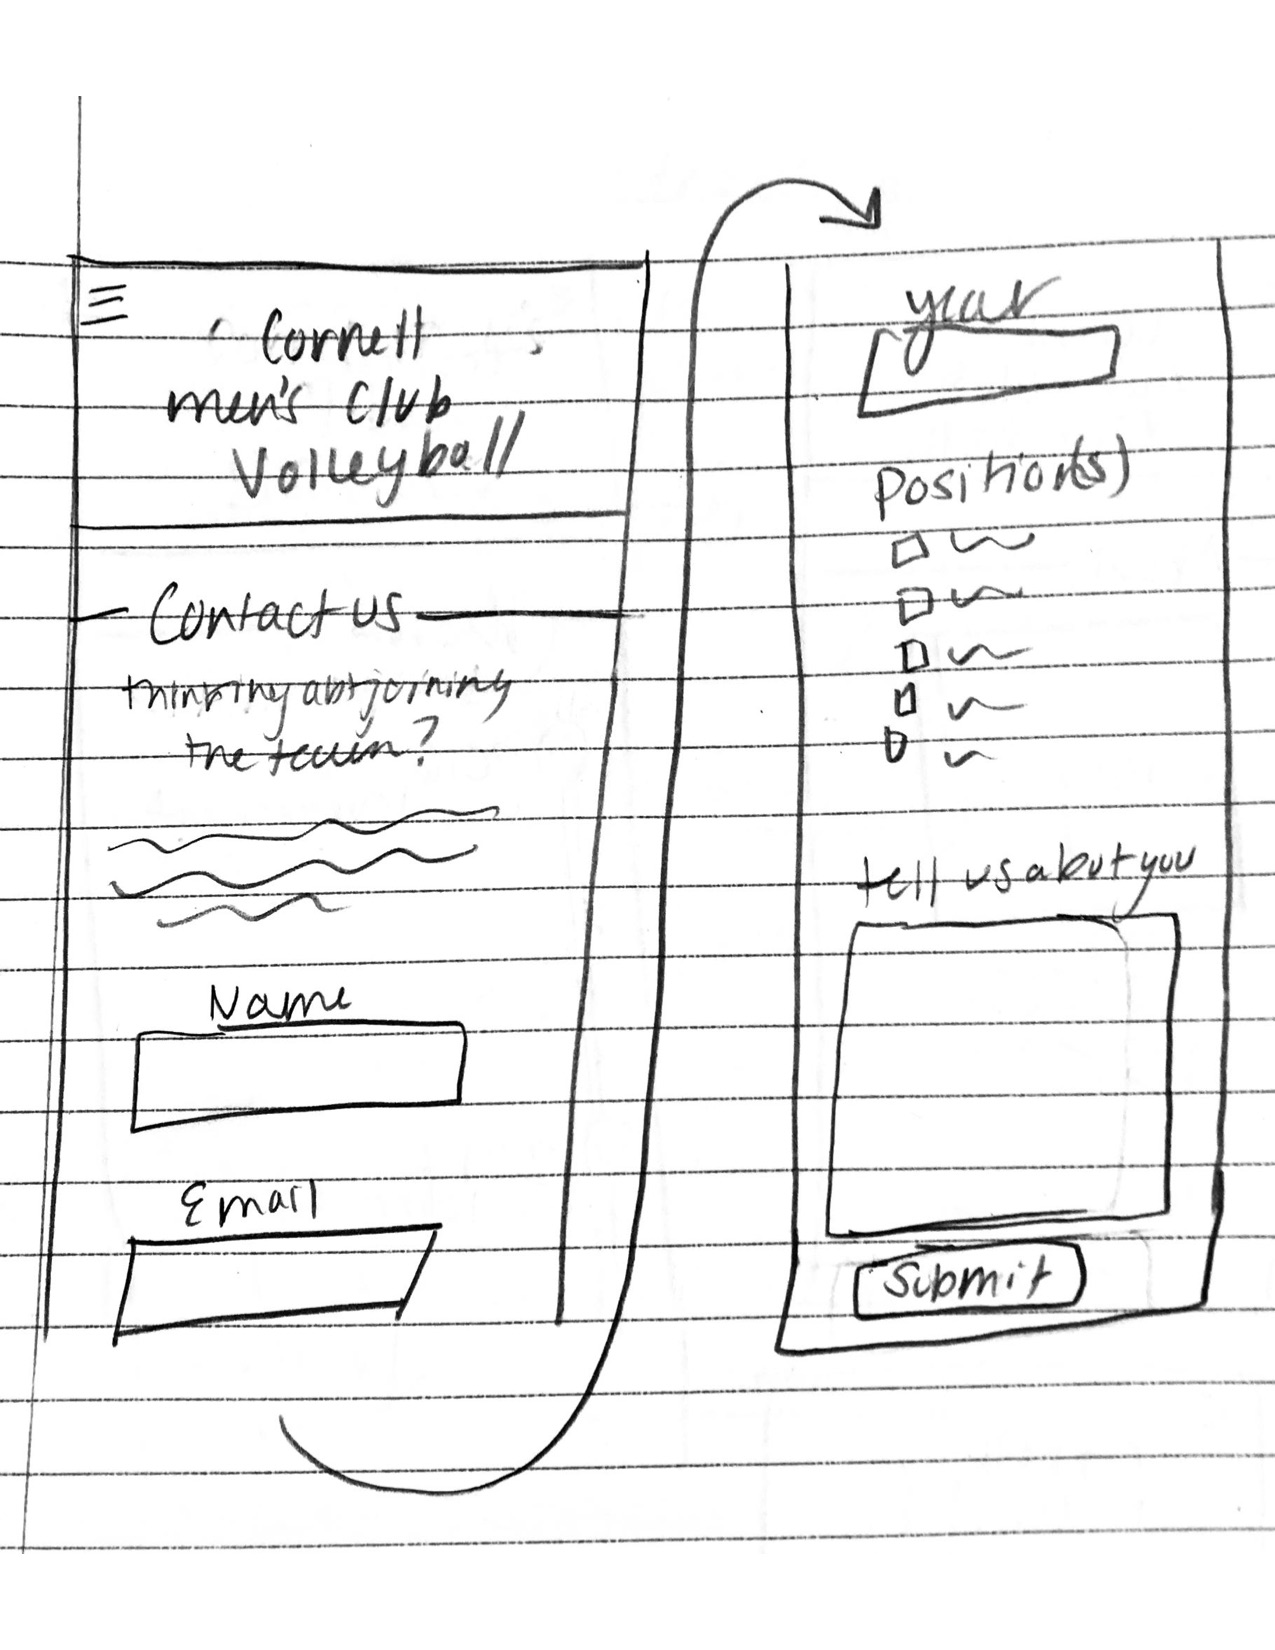 Cornell
men's Club
Volleyball
Contact us
thinking abt joining
the team?
Name
Email
year
Position(s)
tell us about you
Submit